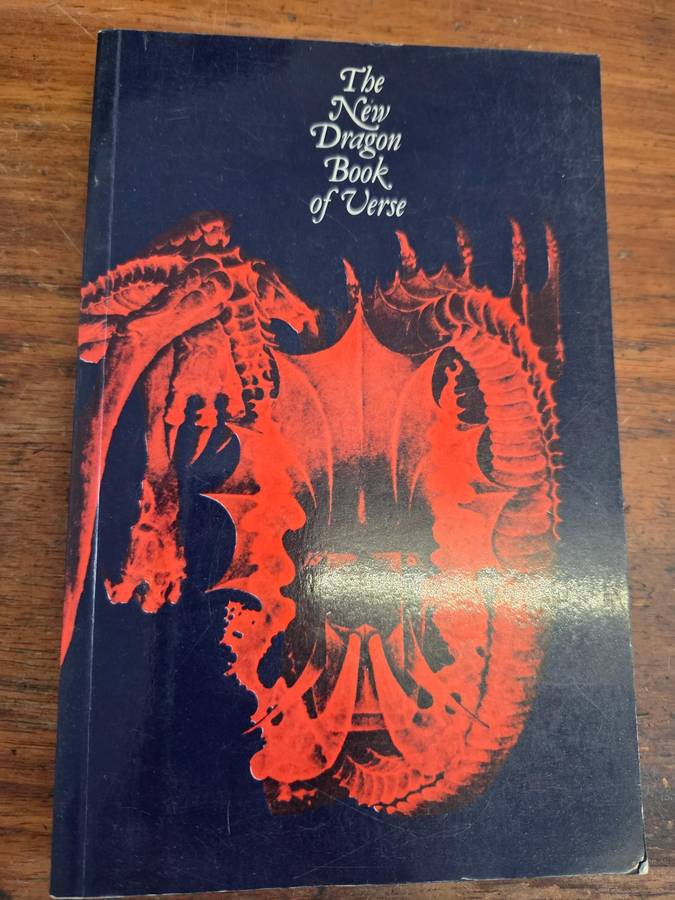 The
New
Dragon
Book
of Verse